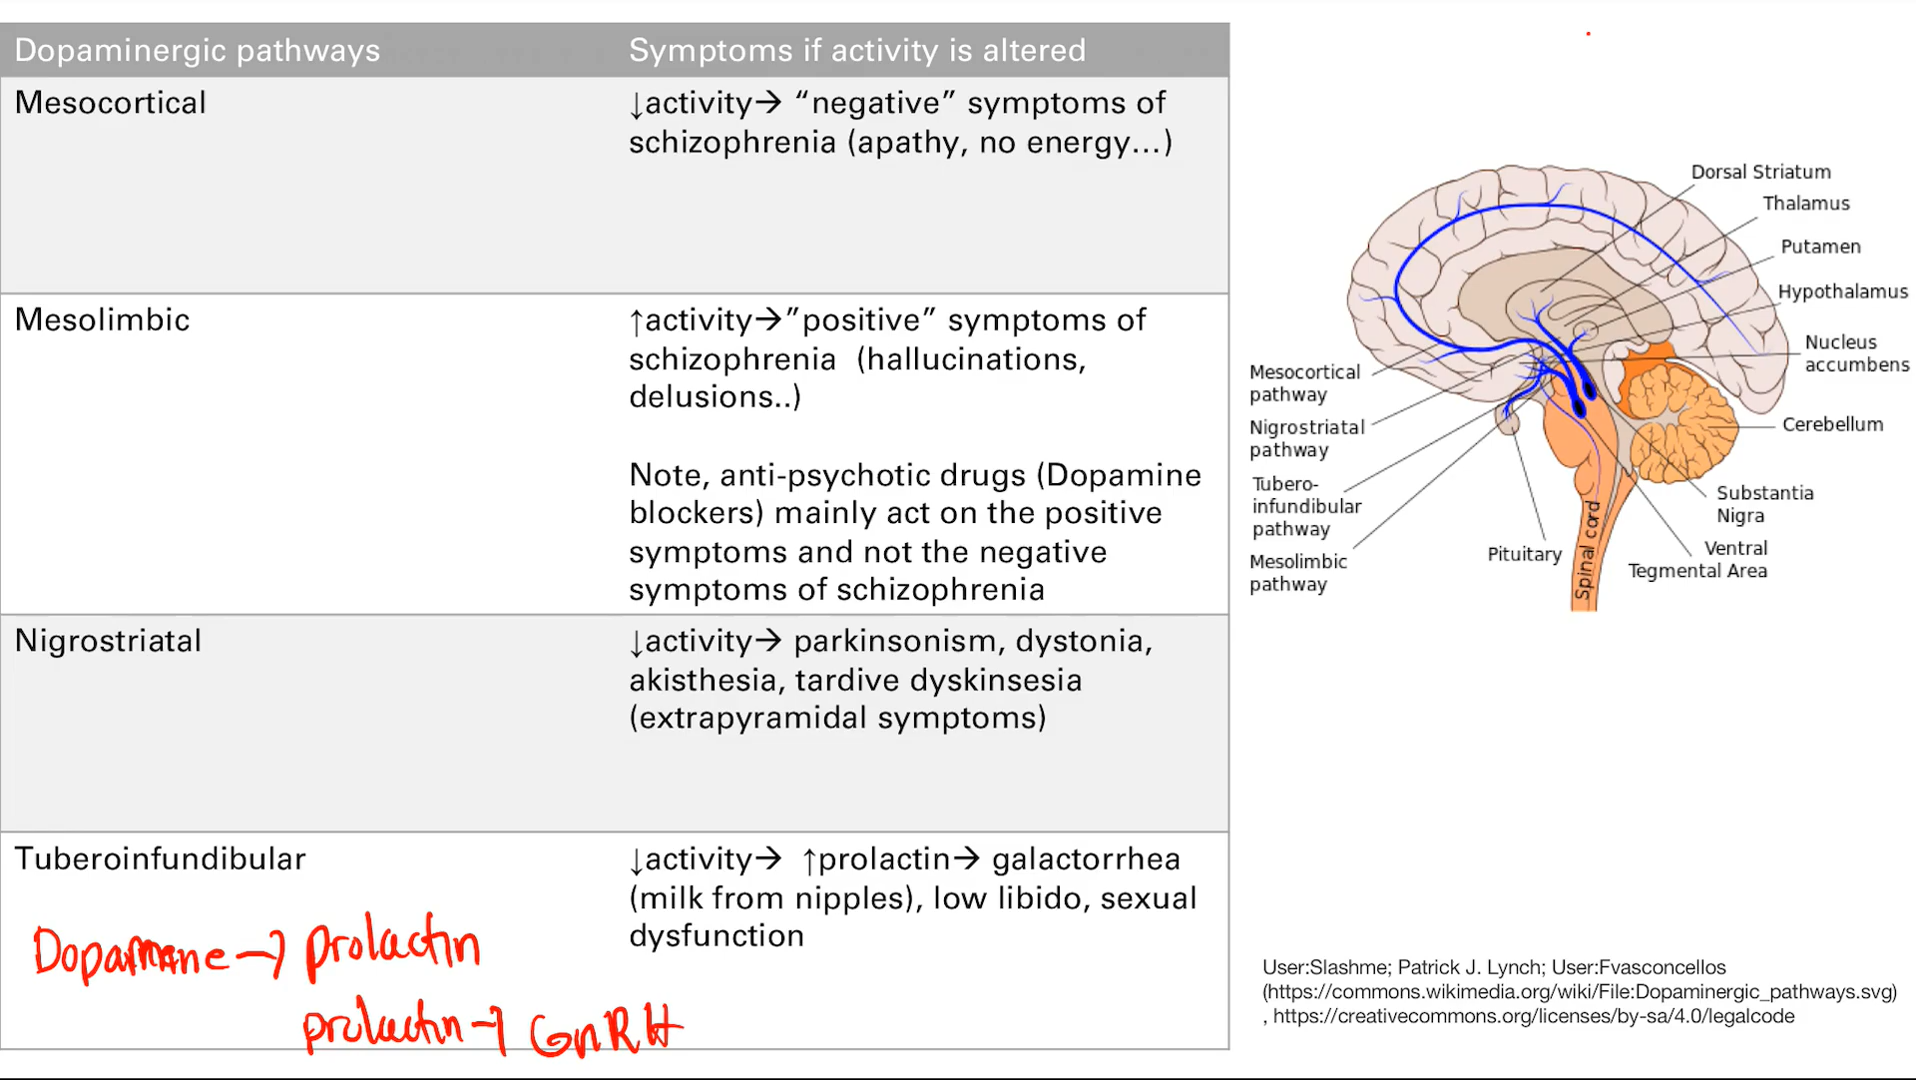 Dopaminergic pathways
Symptoms if activity is altered
Mesocortical
↓activity→ “negative” symptoms of
schizophrenia (apathy, no energy…)
Mesolimbic
↑activity→”positive” symptoms of
schizophrenia (hallucinations,
delusions..)
Note, anti-psychotic drugs (Dopamine
blockers) mainly act on the positive
symptoms and not the negative
symptoms of schizophrenia
Nigrostriatal
↓activity→ parkinsonism, dystonia,
akisthesia, tardive dyskinsesia
(extrapyramidal symptoms)
Tuberoinfundibular
↓activity→ ↑prolactin→ galactorrhea
(milk from nipples), low libido, sexual
dysfunction
Dopamine → prolactin
prolactin → GnRH
Dorsal Striatum
Thalamus
Putamen
Hypothalamus
Nucleus
accumbens
Cerebellum
Substantia
Nigra
Ventral
Tegmental Area
Spinal cord
Pituitary
Mesocortical
pathway
Nigrostriatal
pathway
Tubero-
infundibular
pathway
Mesolimbic
pathway
User:Slashme; Patrick J. Lynch; User:Fvasconcellos
(https://commons.wikimedia.org/wiki/File:Dopaminergic_pathways.svg)
, https://creativecommons.org/licenses/by-sa/4.0/legalcode